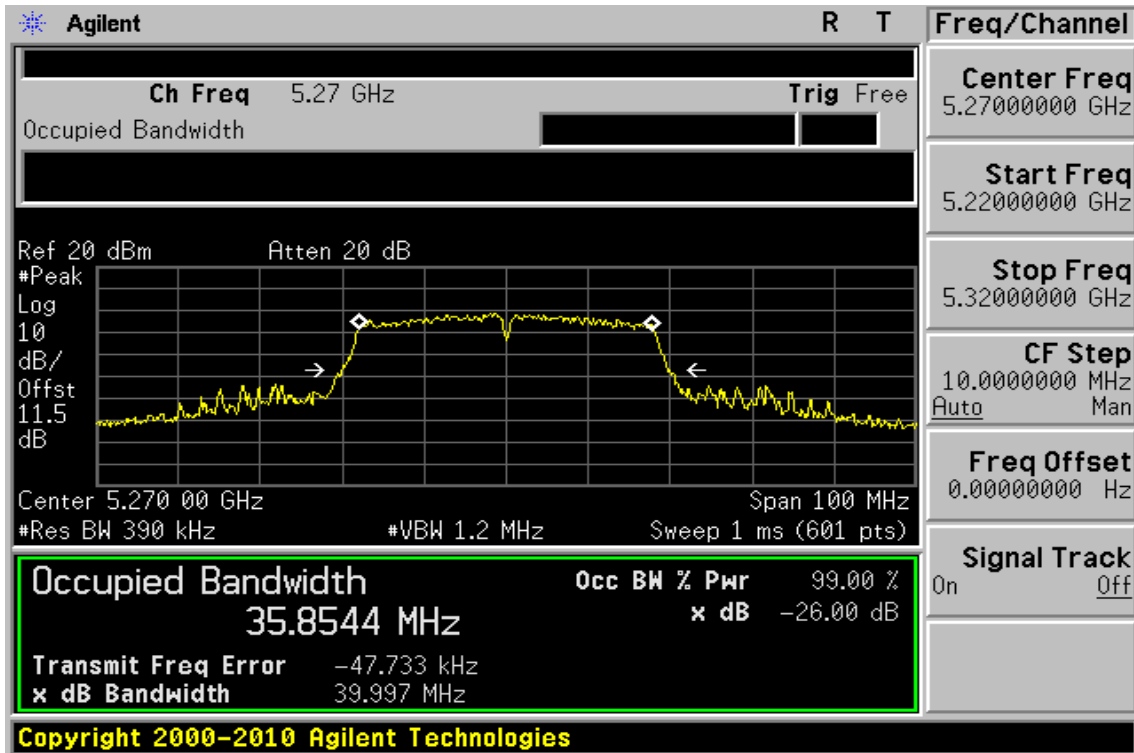 Agilent R T
Ch Freq 5.27 GHz Trig Free
Occupied Bandwidth
Ref 20 dBm Atten 20 dB
#Peak
Log
10
dB/
Offst
11.5
dB
Center 5.270 00 GHz Span 100 MHz
#Res BW 390 kHz #VBW 1.2 MHz Sweep 1 ms (601 pts)
Occupied Bandwidth Occ BW % Pwr 99.00 %
35.8544 MHz x dB -26.00 dB
Transmit Freq Error -47.733 kHz
x dB Bandwidth 39.997 MHz
Copyright 2000-2010 Agilent Technologies
Freq/Channel
Center Freq
5.27000000 GHz
Start Freq
5.22000000 GHz
Stop Freq
5.32000000 GHz
CF Step
10.0000000 MHz
Auto Man
Freq Offset
0.00000000 Hz
Signal Track
On Off